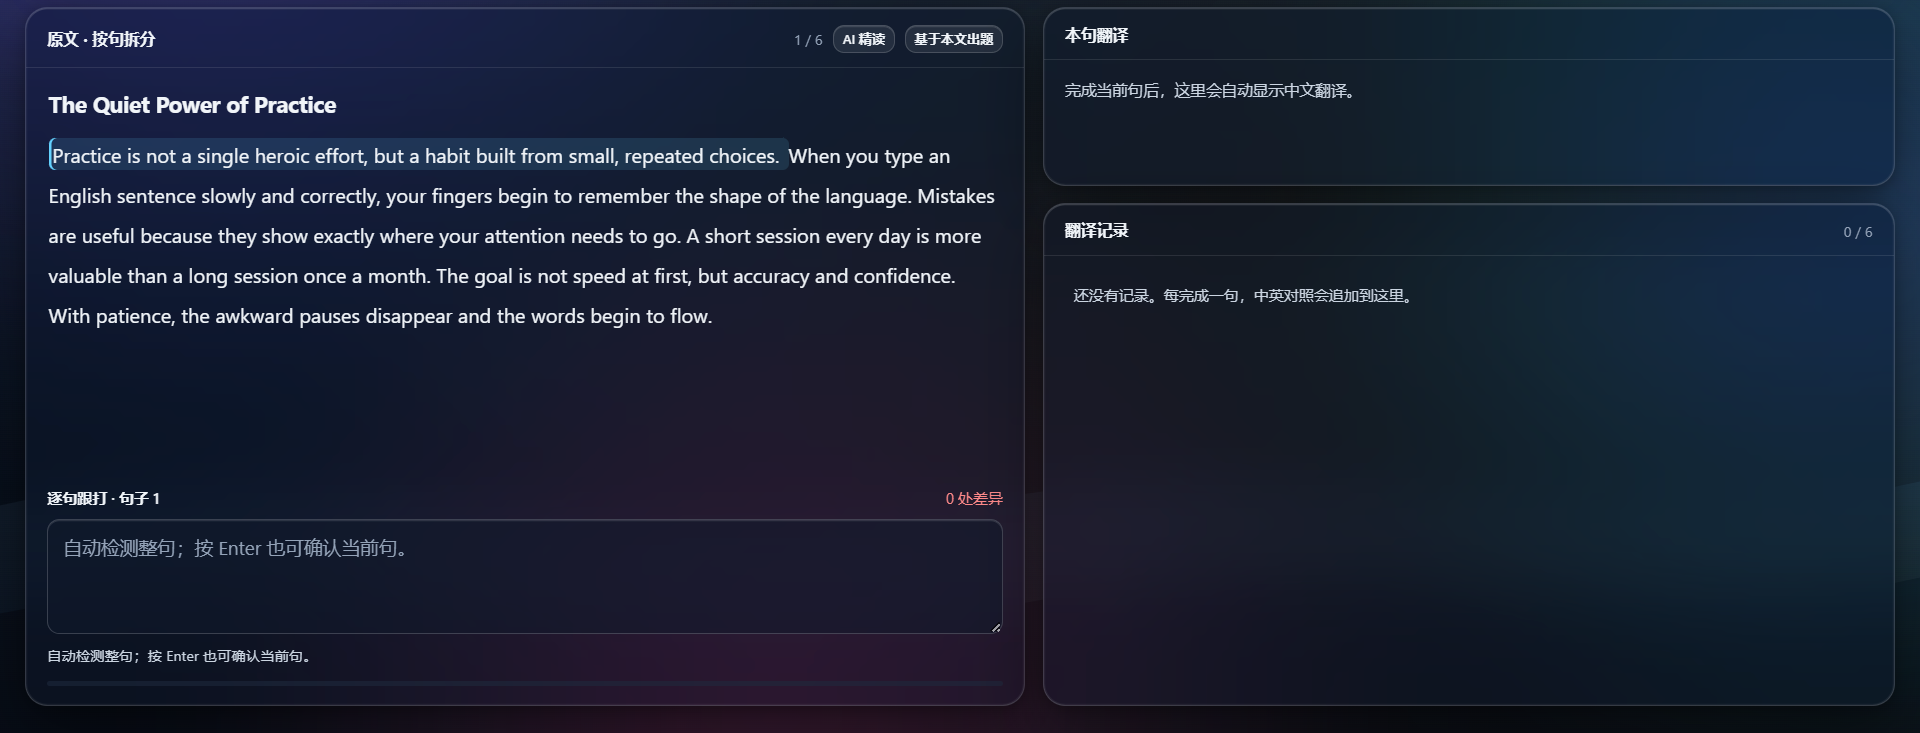 原文 · 按句拆分
1 / 6
AI 精读
基于本文出题
The Quiet Power of Practice
Practice is not a single heroic effort, but a habit built from small, repeated choices. When you type an
English sentence slowly and correctly, your fingers begin to remember the shape of the language. Mistakes
are useful because they show exactly where your attention needs to go. A short session every day is more
valuable than a long session once a month. The goal is not speed at first, but accuracy and confidence.
With patience, the awkward pauses disappear and the words begin to flow.
逐句跟打 · 句子 1
0 处差异
自动检测整句；按 Enter 也可确认当前句。
自动检测整句；按 Enter 也可确认当前句。
本句翻译
完成当前句后，这里会自动显示中文翻译。
翻译记录
0 / 6
还没有记录。每完成一句，中英对照会追加到这里。